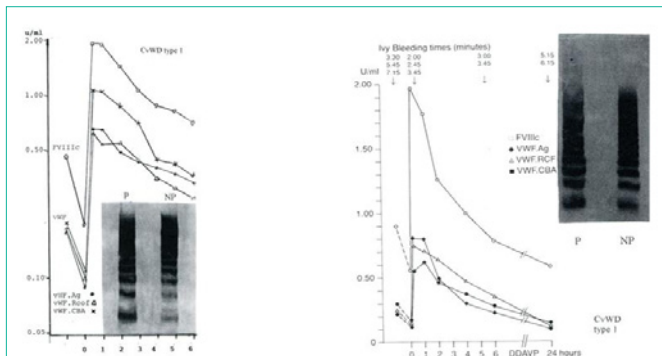 u/ml
2.00
CvWD type I
1.00
FVIIIc
0.50
VWF
0.10
vWF.Ag
vWF.Rcof
vWF.CBA
0.05
0 1 2 3 4 5 6
P NP
Ivy Bleeding times (minutes)
3.30 2.00 3.00 5.15
5.45 2.45 3.45 6.15
7.15 3.45
U/ml
2.00
1.50
1.00
0.50
0
FVIIIc
VWF.Ag
VWF.RCF
VWF.CBA
P NP
CvWD
type 1
0 1 2 3 4 5 6 24 hours
DDAVP